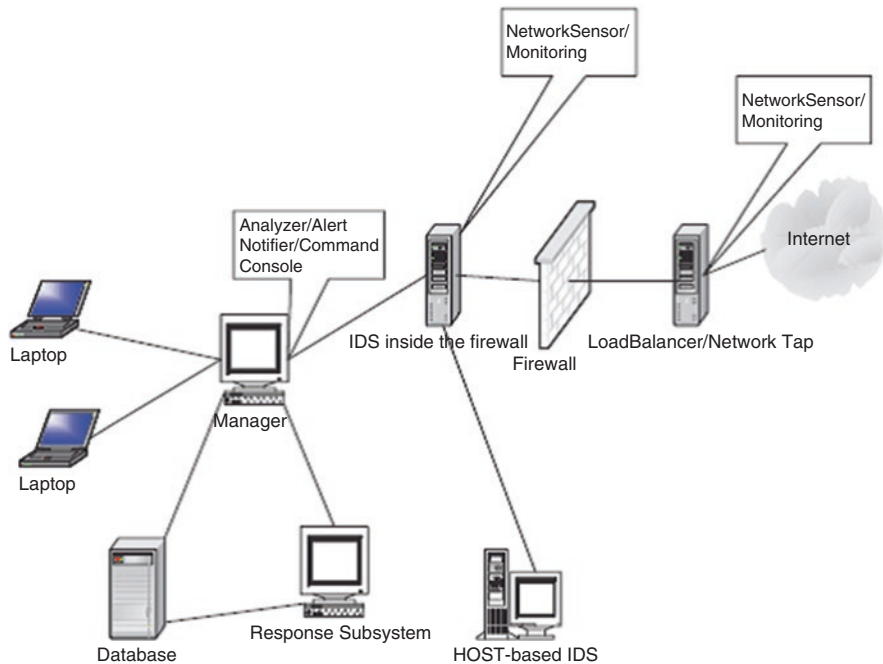 NetworkSensor/
Monitoring
NetworkSensor/
Monitoring
Analyzer/Alert
Notifier/Command
Console
Internet
Laptop
IDS inside the firewall
Firewall
LoadBalancer/Network Tap
Manager
Laptop
Database
Response Subsystem
HOST-based IDS